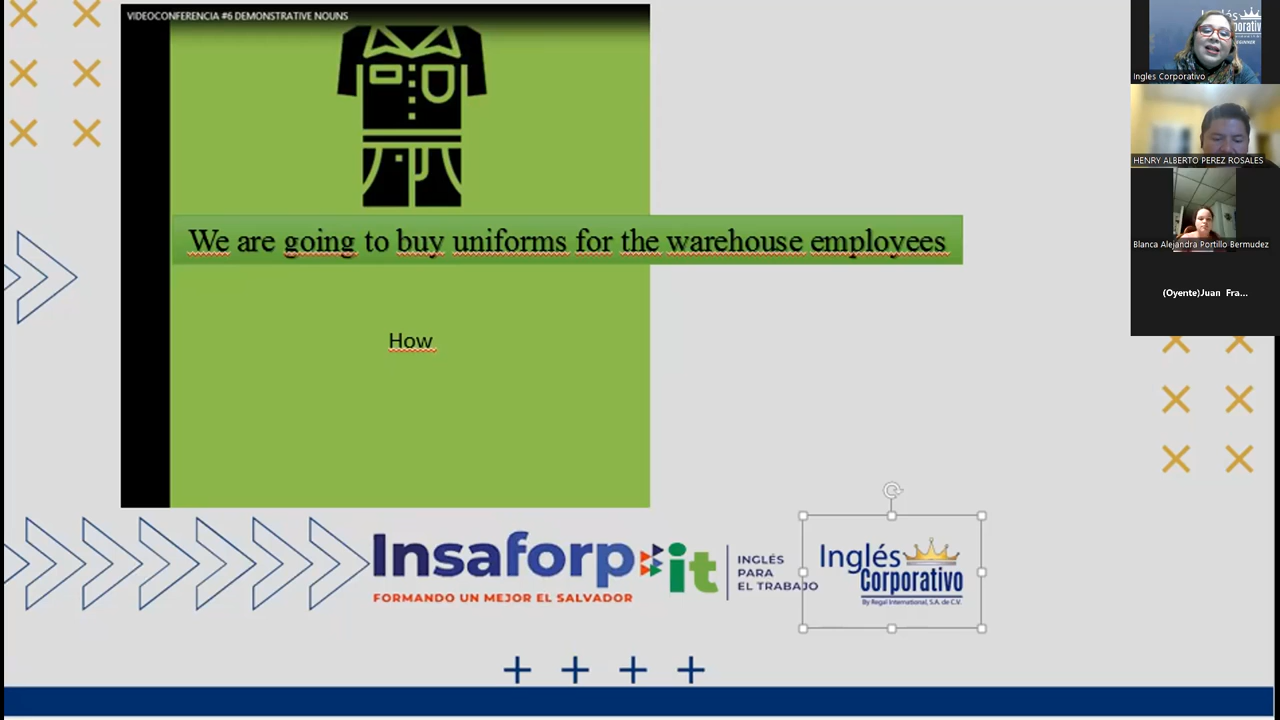 VIDEOCONFERENCIA #6 DEMONSTRATIVE NOUNS
We are going to buy uniforms for the warehouse employees
How
Insaforp
FORMANDO UN MEJOR EL SALVADOR
it
INGLÉS
PARA
EL TRABAJO
Inglés
Corporativo
By Regal International, S.A. de C.V.
Ingles Corporativo
HENRY ALBERTO PEREZ ROSALES
Blanca Alejandra Portillo Bermudez
(Oyente)Juan Fra...